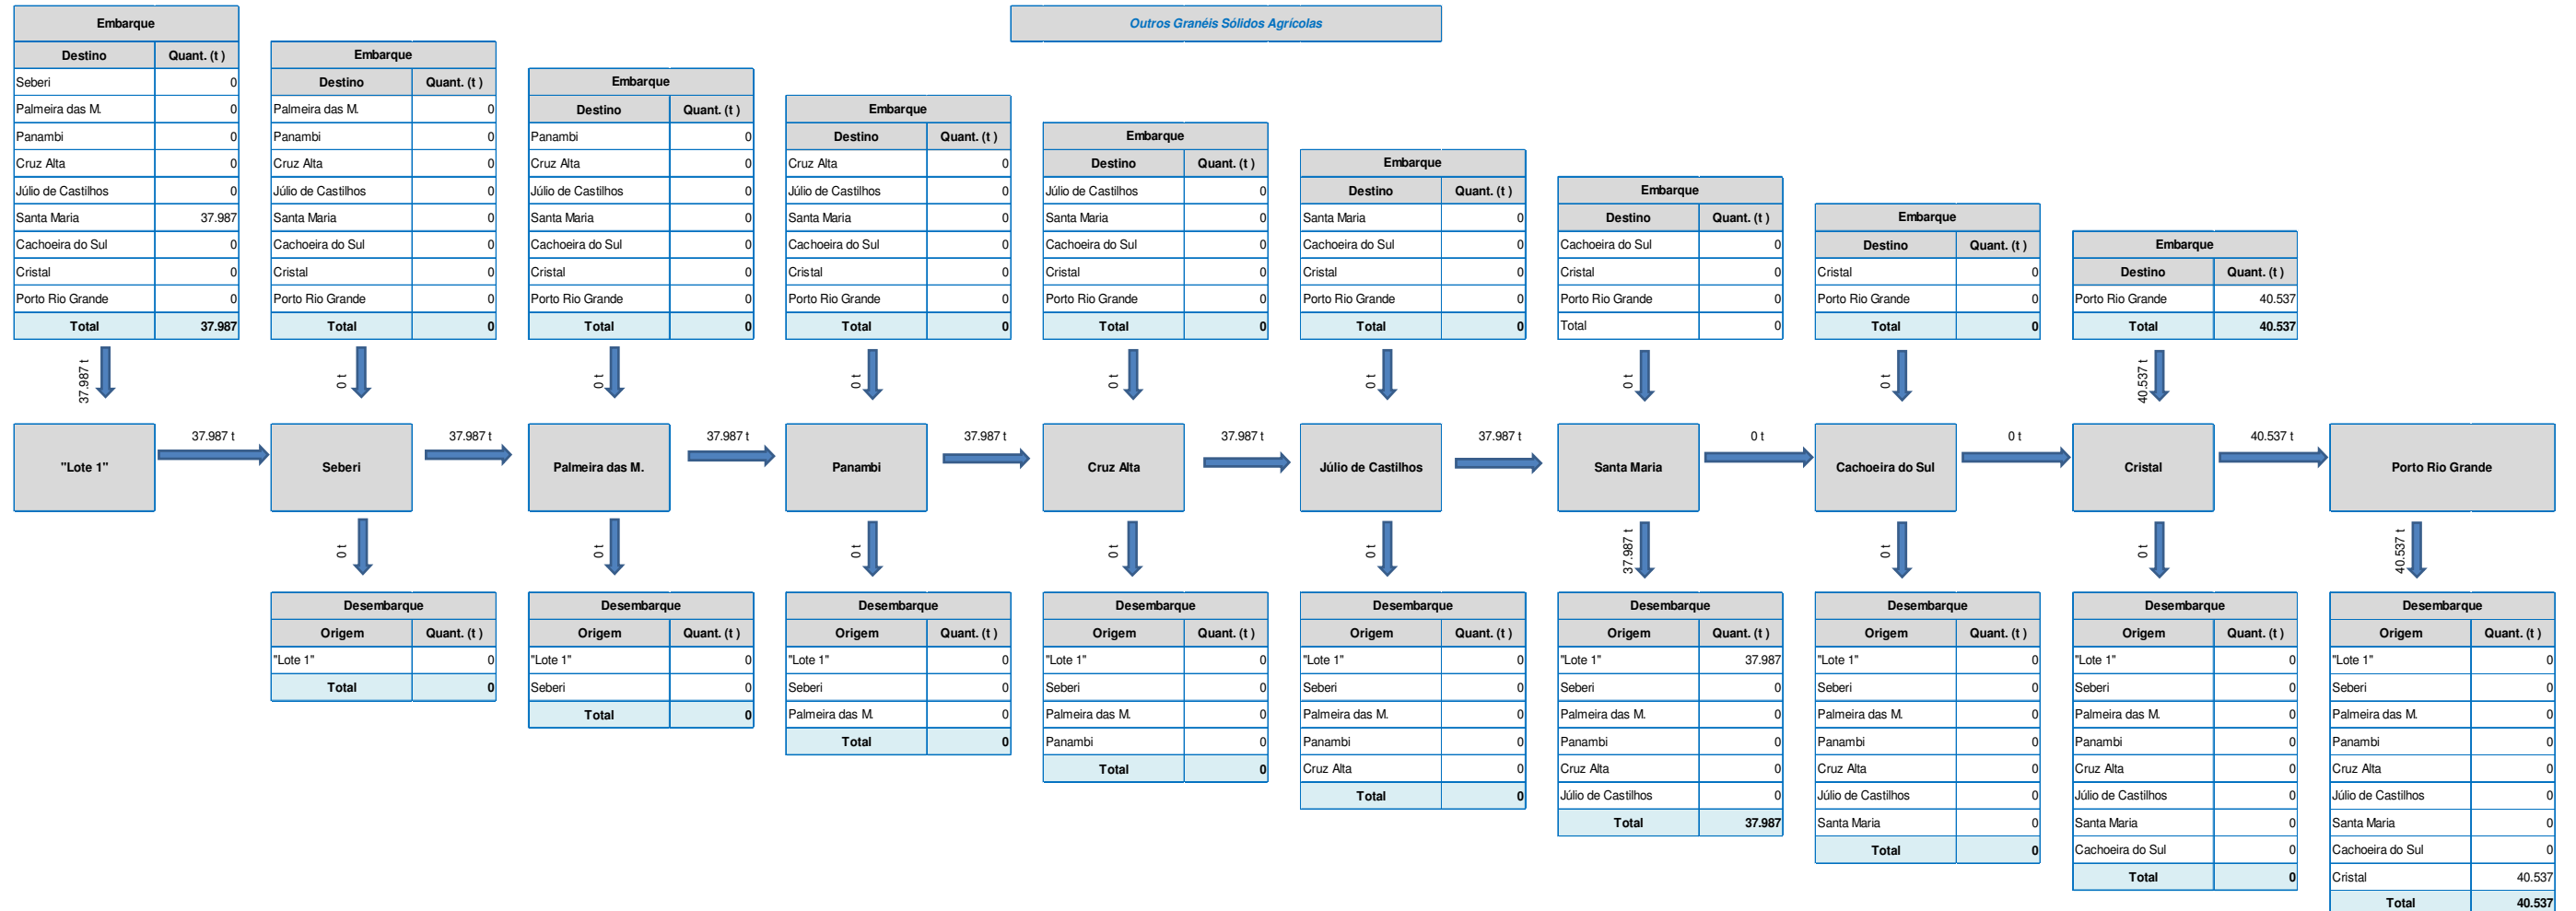 Outros Granéis Sólidos Agrícolas
Embarque
Destino Quant. (t )
Seberi 0
Palmeira das M. 0
Panambi 0
Cruz Alta 0
Júlio de Castilhos 0
Santa Maria 37.987
Cachoeira do Sul 0
Cristal 0
Porto Rio Grande 0
Total 37.987
Embarque
Destino Quant. (t )
Palmeira das M. 0
Panambi 0
Cruz Alta 0
Júlio de Castilhos 0
Santa Maria 0
Cachoeira do Sul 0
Cristal 0
Porto Rio Grande 0
Total 0
Embarque
Destino Quant. (t )
Panambi 0
Cruz Alta 0
Júlio de Castilhos 0
Santa Maria 0
Cachoeira do Sul 0
Cristal 0
Porto Rio Grande 0
Total 0
Embarque
Destino Quant. (t )
Cruz Alta 0
Júlio de Castilhos 0
Santa Maria 0
Cachoeira do Sul 0
Cristal 0
Porto Rio Grande 0
Total 0
Embarque
Destino Quant. (t )
Júlio de Castilhos 0
Santa Maria 0
Cachoeira do Sul 0
Cristal 0
Porto Rio Grande 0
Total 0
Embarque
Destino Quant. (t )
Santa Maria 0
Cachoeira do Sul 0
Cristal 0
Porto Rio Grande 0
Total 0
Embarque
Destino Quant. (t )
Cachoeira do Sul 0
Cristal 0
Porto Rio Grande 0
Total 0
Embarque
Destino Quant. (t )
Cristal 0
Porto Rio Grande 0
Total 0
Embarque
Destino Quant. (t )
Porto Rio Grande 40.537
Total 40.537
37.987 t
0 t
0 t
0 t
0 t
0 t
0 t
0 t
40.537 t
"Lote 1"
37.987 t
Seberi
37.987 t
Palmeira das M.
37.987 t
Panambi
37.987 t
Cruz Alta
37.987 t
Júlio de Castilhos
37.987 t
Santa Maria
0 t
Cachoeira do Sul
0 t
Cristal
40.537 t
Porto Rio Grande
0 t
0 t
0 t
0 t
0 t
37.987 t
0 t
0 t
40.537 t
Desembarque
Origem Quant. (t )
"Lote 1" 0
Total 0
Desembarque
Origem Quant. (t )
"Lote 1" 0
Seberi 0
Total 0
Desembarque
Origem Quant. (t )
"Lote 1" 0
Seberi 0
Palmeira das M. 0
Total 0
Desembarque
Origem Quant. (t )
"Lote 1" 0
Seberi 0
Palmeira das M. 0
Panambi 0
Total 0
Desembarque
Origem Quant. (t )
"Lote 1" 0
Seberi 0
Palmeira das M. 0
Panambi 0
Cruz Alta 0
Total 0
Desembarque
Origem Quant. (t )
"Lote 1" 37.987
Seberi 0
Palmeira das M. 0
Panambi 0
Cruz Alta 0
Júlio de Castilhos 0
Total 37.987
Desembarque
Origem Quant. (t )
"Lote 1" 0
Seberi 0
Palmeira das M. 0
Panambi 0
Cruz Alta 0
Júlio de Castilhos 0
Santa Maria 0
Total 0
Desembarque
Origem Quant. (t )
"Lote 1" 0
Seberi 0
Palmeira das M. 0
Panambi 0
Cruz Alta 0
Júlio de Castilhos 0
Santa Maria 0
Cachoeira do Sul 0
Total 0
Desembarque
Origem Quant. (t )
"Lote 1" 0
Seberi 0
Palmeira das M. 0
Panambi 0
Cruz Alta 0
Júlio de Castilhos 0
Santa Maria 0
Cachoeira do Sul 0
Cristal 40.537
Total 40.537